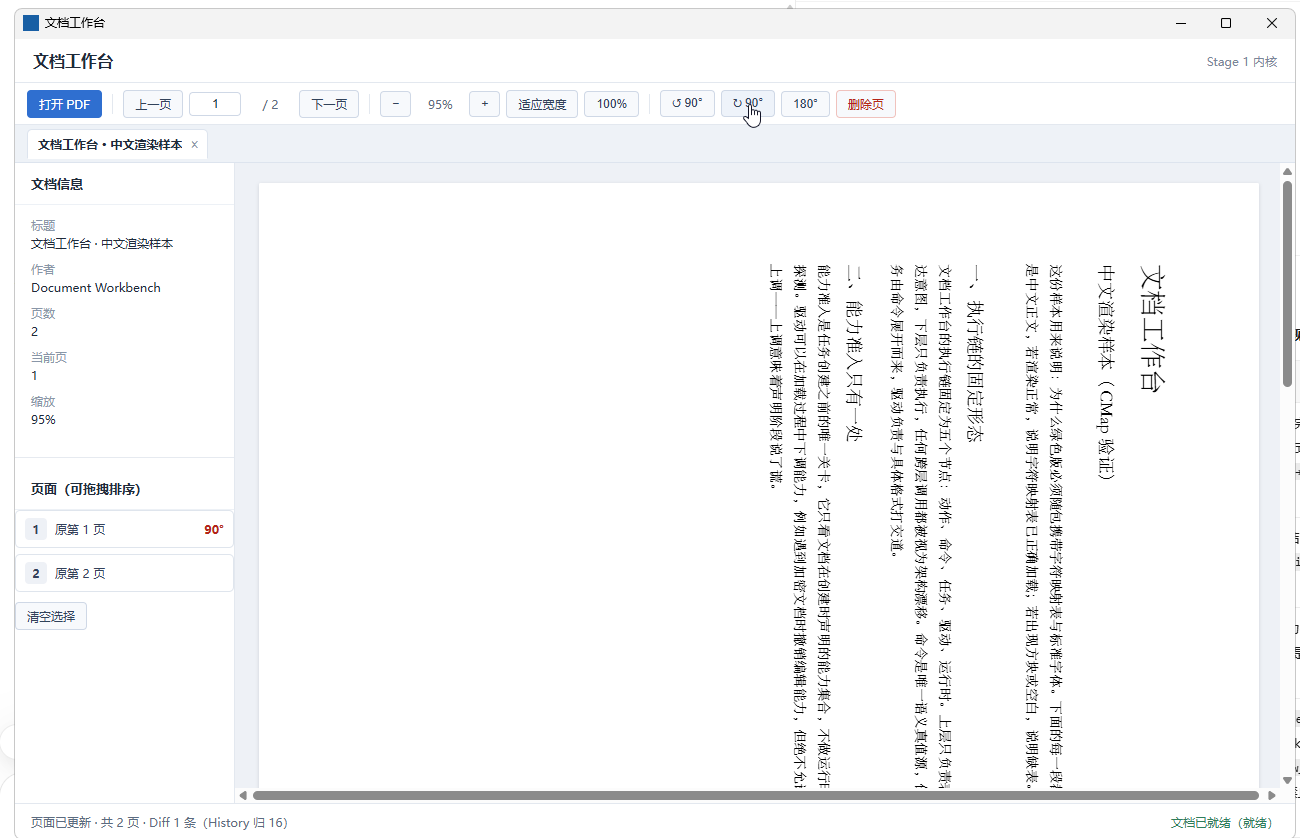 文档工作台
文档工作台
Stage 1 内核
打开 PDF
上一页
1
/ 2
下一页
−
95%
+
适应宽度
100%
↺ 90°
↻ 90°
180°
删除页
文档工作台 · 中文渲染样本 ×
文档信息
标题
文档工作台 · 中文渲染样本
作者
Document Workbench
页数
2
当前页
1
缩放
95%
页面（可拖拽排序）
1 原第 1 页 90°
2 原第 2 页
清空选择
文档工作台
中文渲染样本（CMap 验证）
这份样本用来说明：为什么绿色版必须随包携带字符映射表与标准字体。下面的每一段
是中文正文，若渲染正常，说明字符映射表已正确加载；若出现方块或空白，说明缺表。
一、执行链的固定形态
文档工作台的执行链固定为五个节点：动作、命令、任务、驱动、运行时。上层只负责
达意图，下层只负责执行，任何跨层调用都被视为架构漂移。命令是唯一语义真值源，
务由命令展开而来，驱动负责与具体格式打交道。
二、能力准入只有一处
能力准入是任务创建之前的唯一关卡，它只看文档在创建时声明的能力集合，不做运行
探测。驱动可以在加载过程中下调能力，例如遇到加密文档时撤销编辑能力，但绝不允
上调——上调意味着声明阶段说了谎。
页面已更新 · 共 2 页 · Diff 1 条（History 归 16）
文档已就绪（就绪）